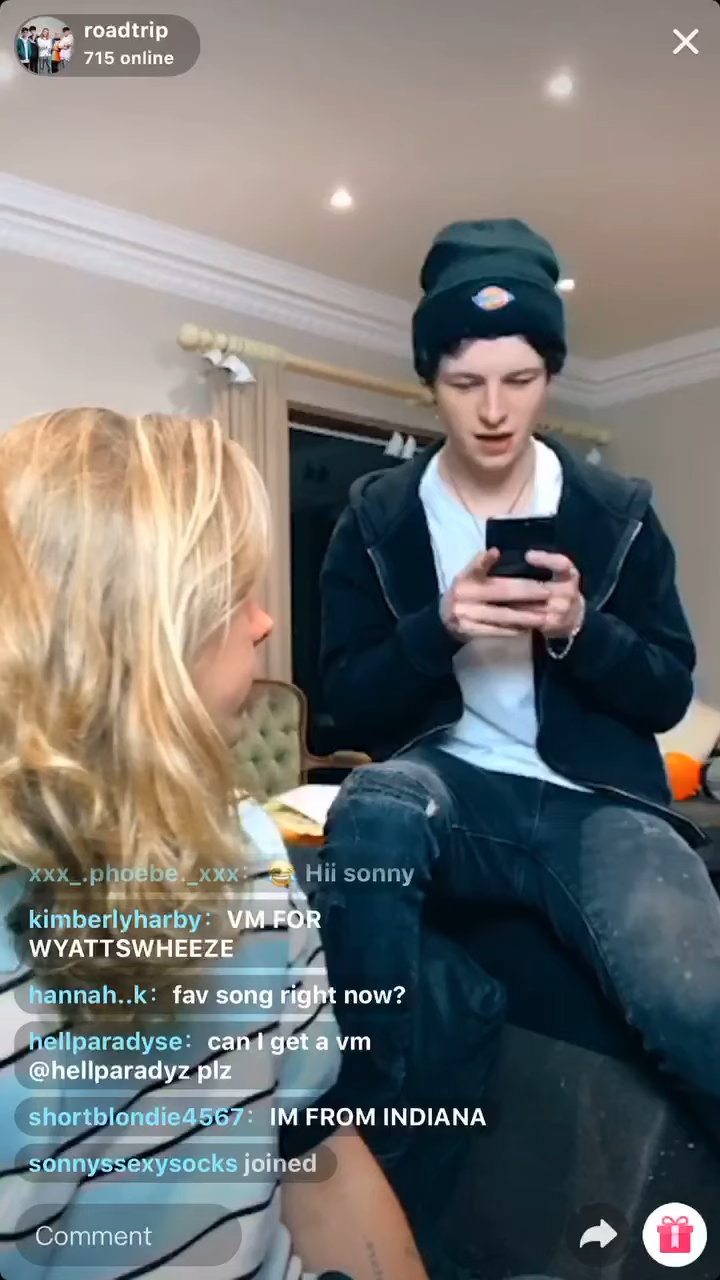 roadtrip
715 online
xxx_.phoebe._xxx: 😂 Hii sonny
kimberlyharby: VM FOR
WYATTSWHEEZE
hannah..k: fav song right now?
hellparadyse: can I get a vm
@hellparadyz plz
shortblondie4567: IM FROM INDIANA
sonnyssexysocks joined
Comment